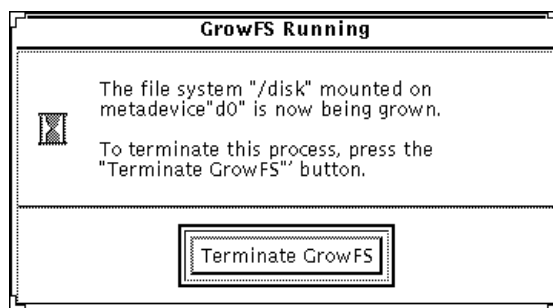 GrowFS Running
The file system "/disk" mounted on
metadevice"d0" is now being grown.
To terminate this process, press the
"Terminate GrowFS"' button.
Terminate GrowFS